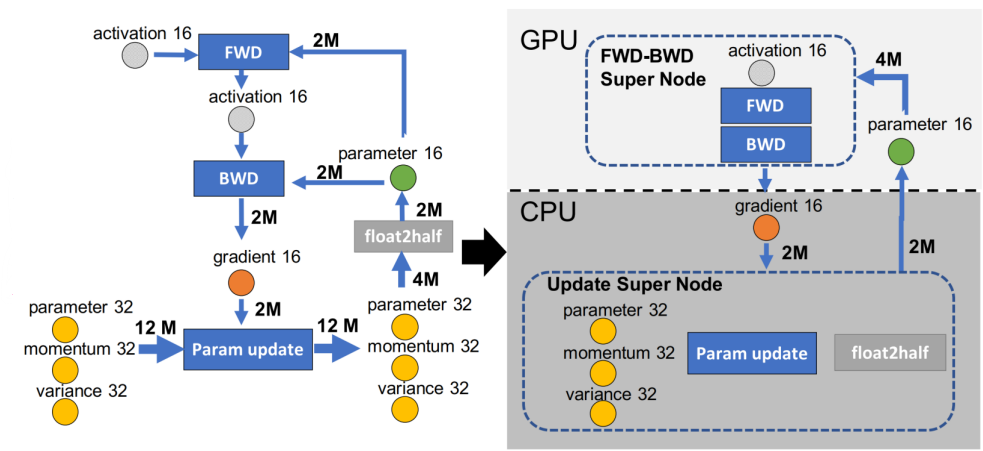 activation 16
FWD
2M
activation 16
parameter 16
BWD
2M
2M
2M
float2half
gradient 16
4M
parameter 32
momentum 32
variance 32
12 M
2M
Param update
12 M
parameter 32
momentum 32
variance 32
GPU
FWD-BWD
Super Node
activation 16
FWD
BWD
4M
parameter 16
CPU
gradient 16
2M
2M
Update Super Node
parameter 32
momentum 32
variance 32
Param update
float2half